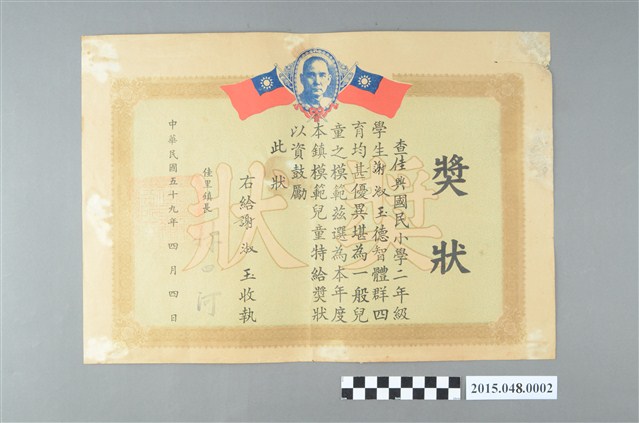 獎狀
查佳興國民小學二年級
學生謝淑玉德智體群四
育均甚優異堪為一般兒
童之模範茲選為本年度
本鎮模範兒童特給獎狀
以資鼓勵
此狀
右給謝淑玉收執
佳里鎮長
中華民國五十九年四月四日
獎狀
2015.048.0002